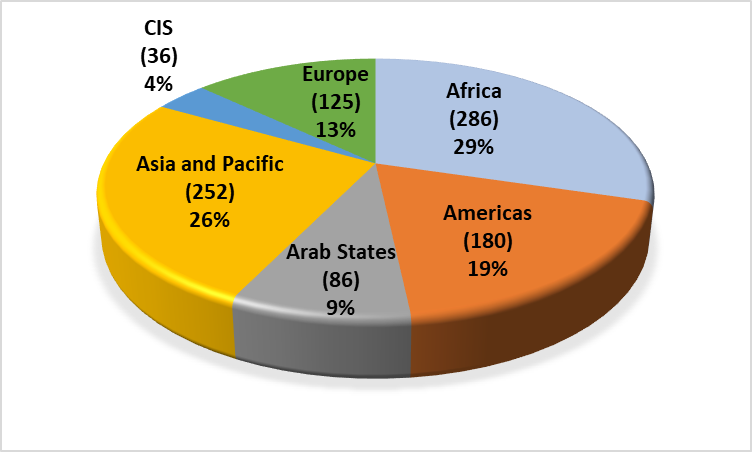 CIS
(36)
4%
Europe
(125)
13%
Africa
(286)
29%
Asia and Pacific
(252)
26%
Americas
(180)
19%
Arab States
(86)
9%